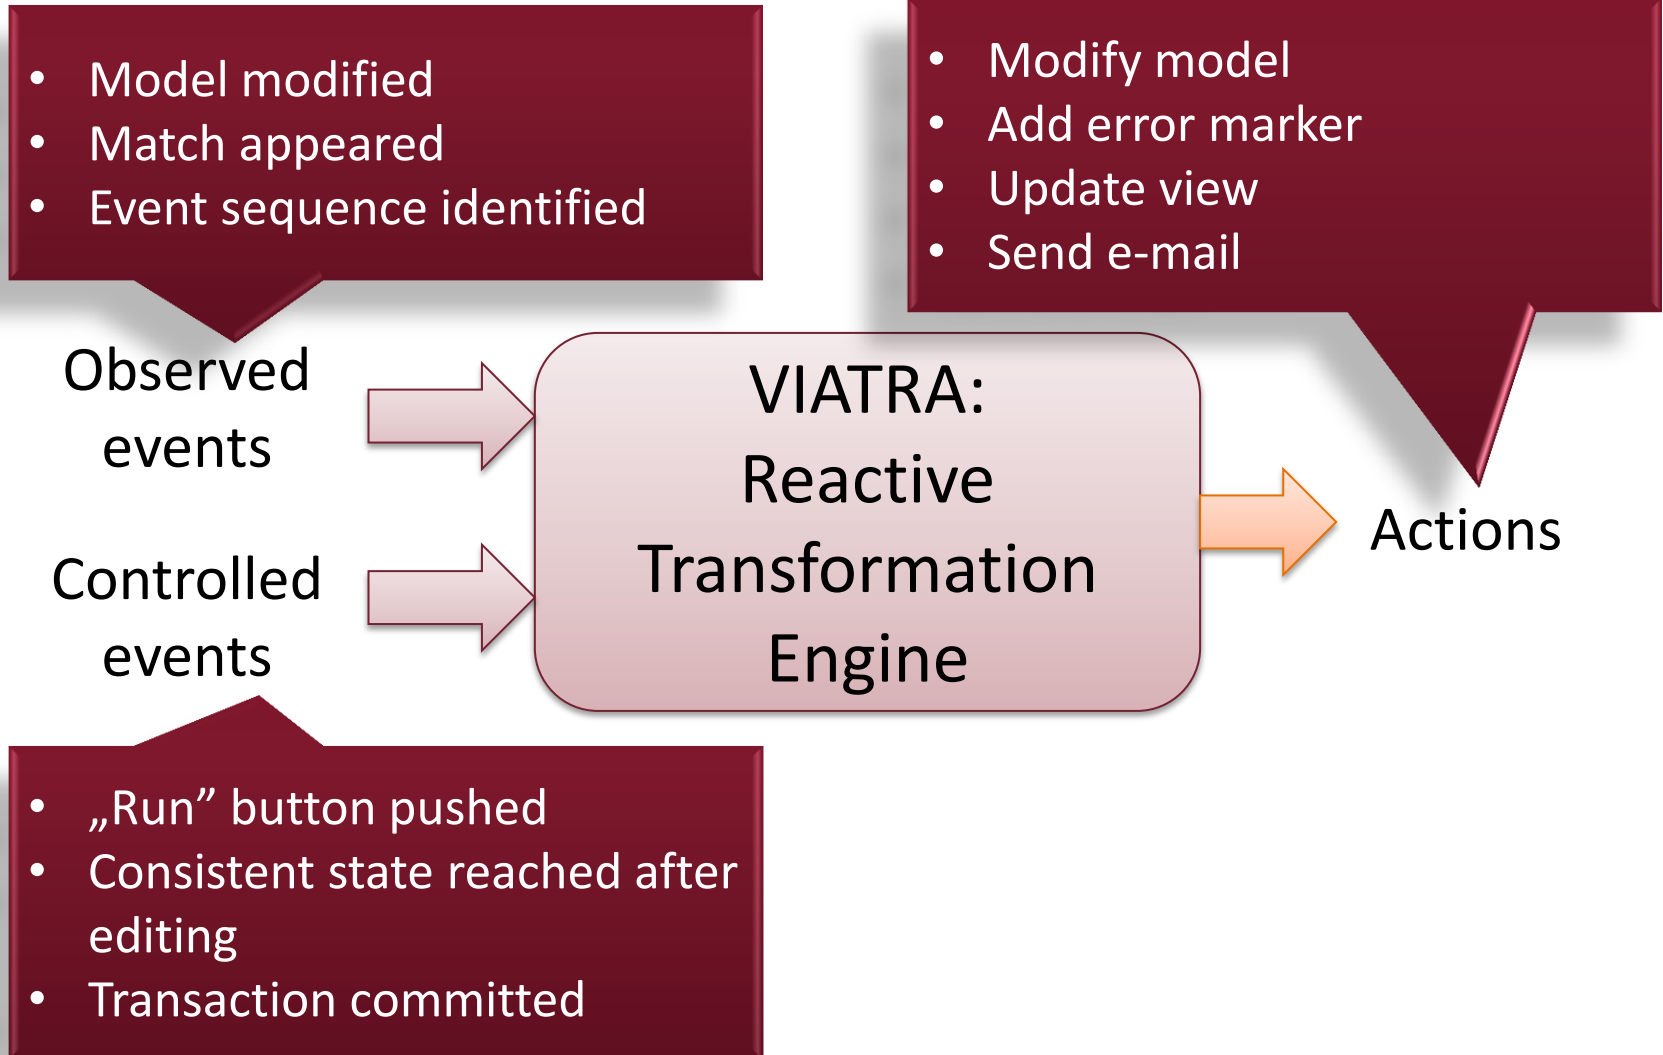 • Model modified
• Match appeared
• Event sequence identified
• Modify model
• Add error marker
• Update view
• Send e-mail
Observed
events
Controlled
events
VIATRA:
Reactive
Transformation
Engine
Actions
• „Run” button pushed
• Consistent state reached after
editing
• Transaction committed